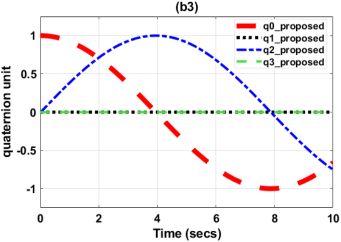 (b3)
q0_proposed
q1_proposed
q2_proposed
q3_proposed
quaternion unit
1
0.5
0
-0.5
-1
0 2 4 6 8 10
Time (secs)